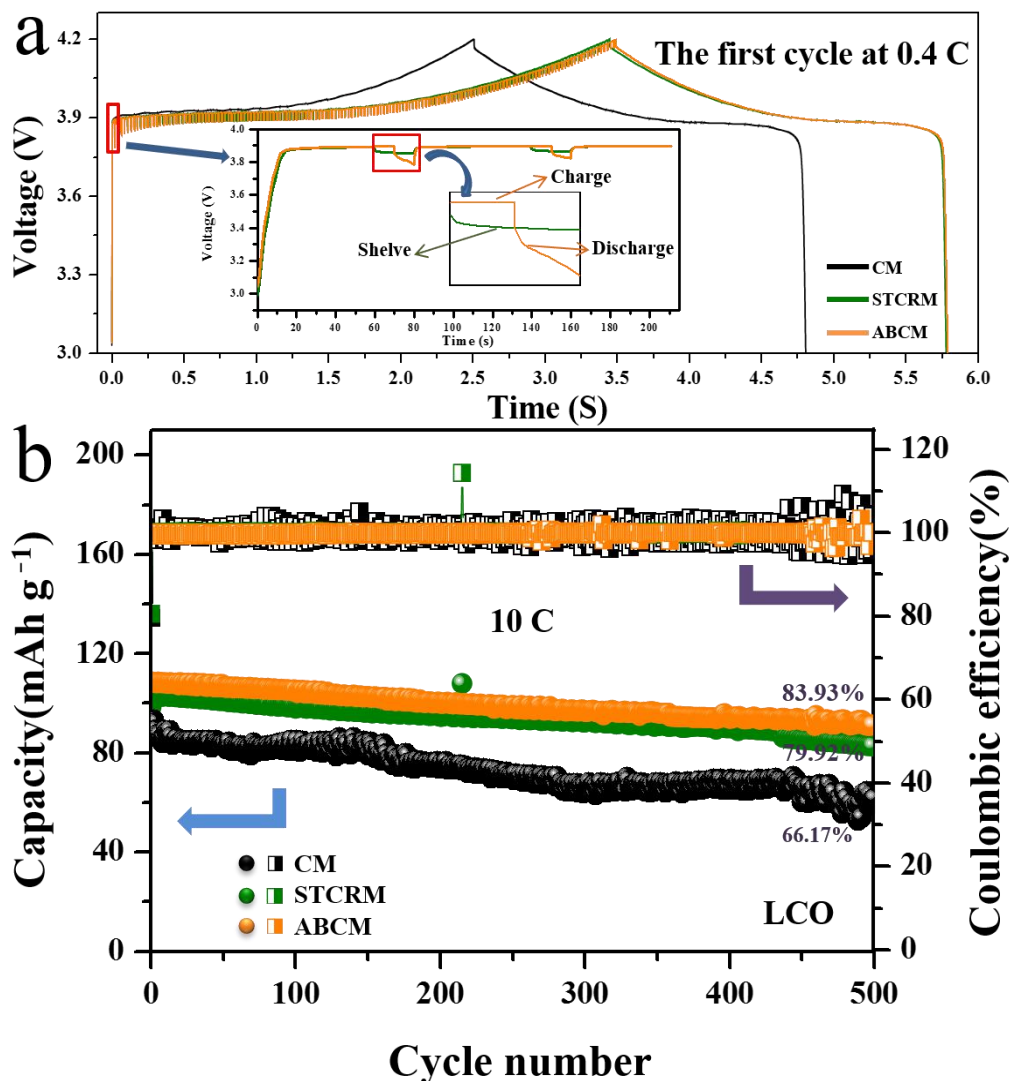 a
The first cycle at 0.4 C
Voltage (V)
4.2
3.9
3.6
3.3
3.0
0.0 0.5 1.0 1.5 2.0 2.5 3.0 3.5 4.0 4.5 5.0 5.5 6.0
Time (S)
CM
STCRM
ABCM
Voltage (V)
4.0
3.8
3.6
3.4
3.2
3.0
0 20 40 60 80 100 120 140 160 180 200
Time (s)
Charge
Shelve
Discharge
b
Capacity(mAh g⁻¹)
200
160
120
80
40
0
Coulombic efficiency(%)
120
100
80
60
40
20
0
10 C
83.93%
79.92%
66.17%
CM
STCRM
ABCM
LCO
0 100 200 300 400 500
Cycle number